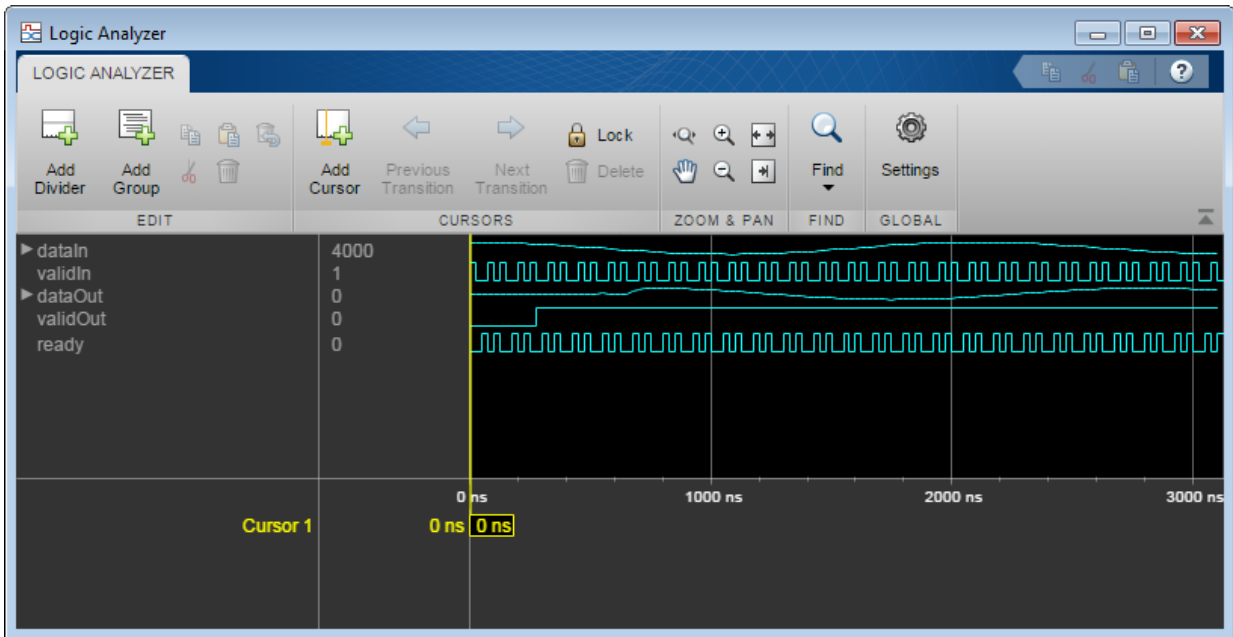 Logic Analyzer
LOGIC ANALYZER
?
Add Divider
Add Group
Add Cursor
Previous Transition
Next Transition
Lock
Delete
Find
Settings
EDIT
CURSORS
ZOOM & PAN
FIND
GLOBAL
dataIn 4000
validIn 1
dataOut 0
validOut 0
ready 0
0 ns 1000 ns 2000 ns 3000 ns
Cursor 1 0 ns 0 ns